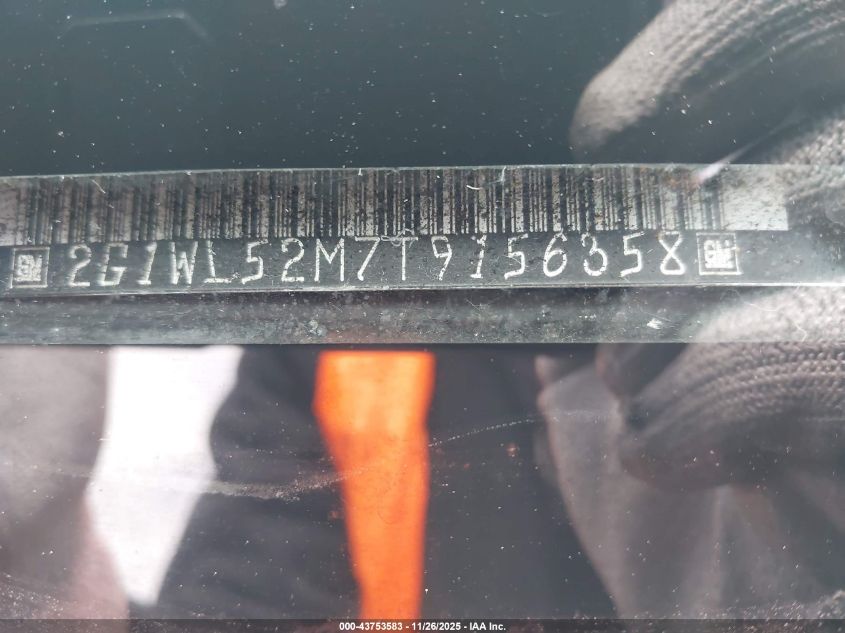 GM 2G1WL52M7T9156358 GM
000-43753583 - 11/26/2025 - IAA Inc.